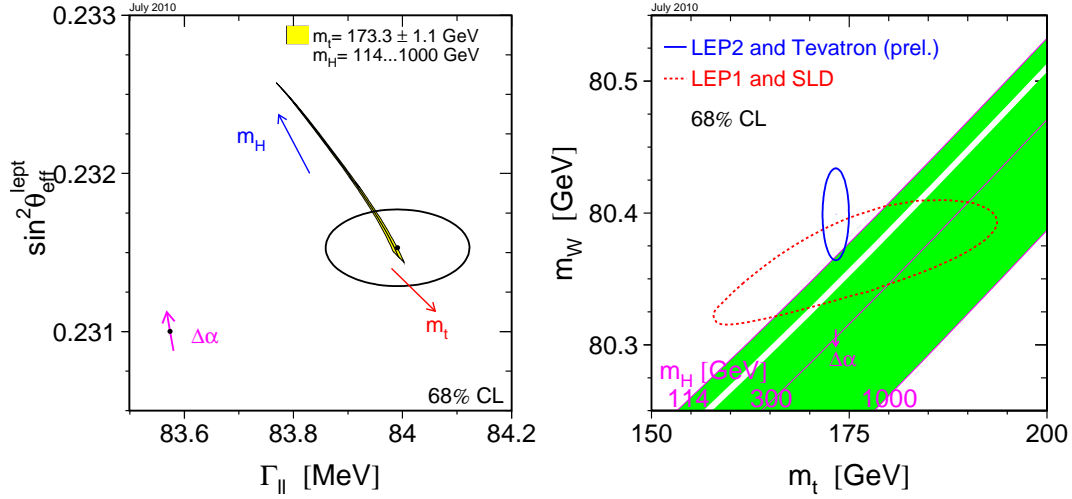 July 2010
0.233
0.232
0.231
sin²θ^lept_eff
m_t= 173.3 ± 1.1 GeV
m_H= 114...1000 GeV
m_H
m_t
Δα
68% CL
83.6
83.8
84
84.2
Γ_ll [MeV]
July 2010
80.5
80.4
80.3
m_W [GeV]
LEP2 and Tevatron (prel.)
LEP1 and SLD
68% CL
Δα
m_H [GeV]
114
300
1000
150
175
200
m_t [GeV]